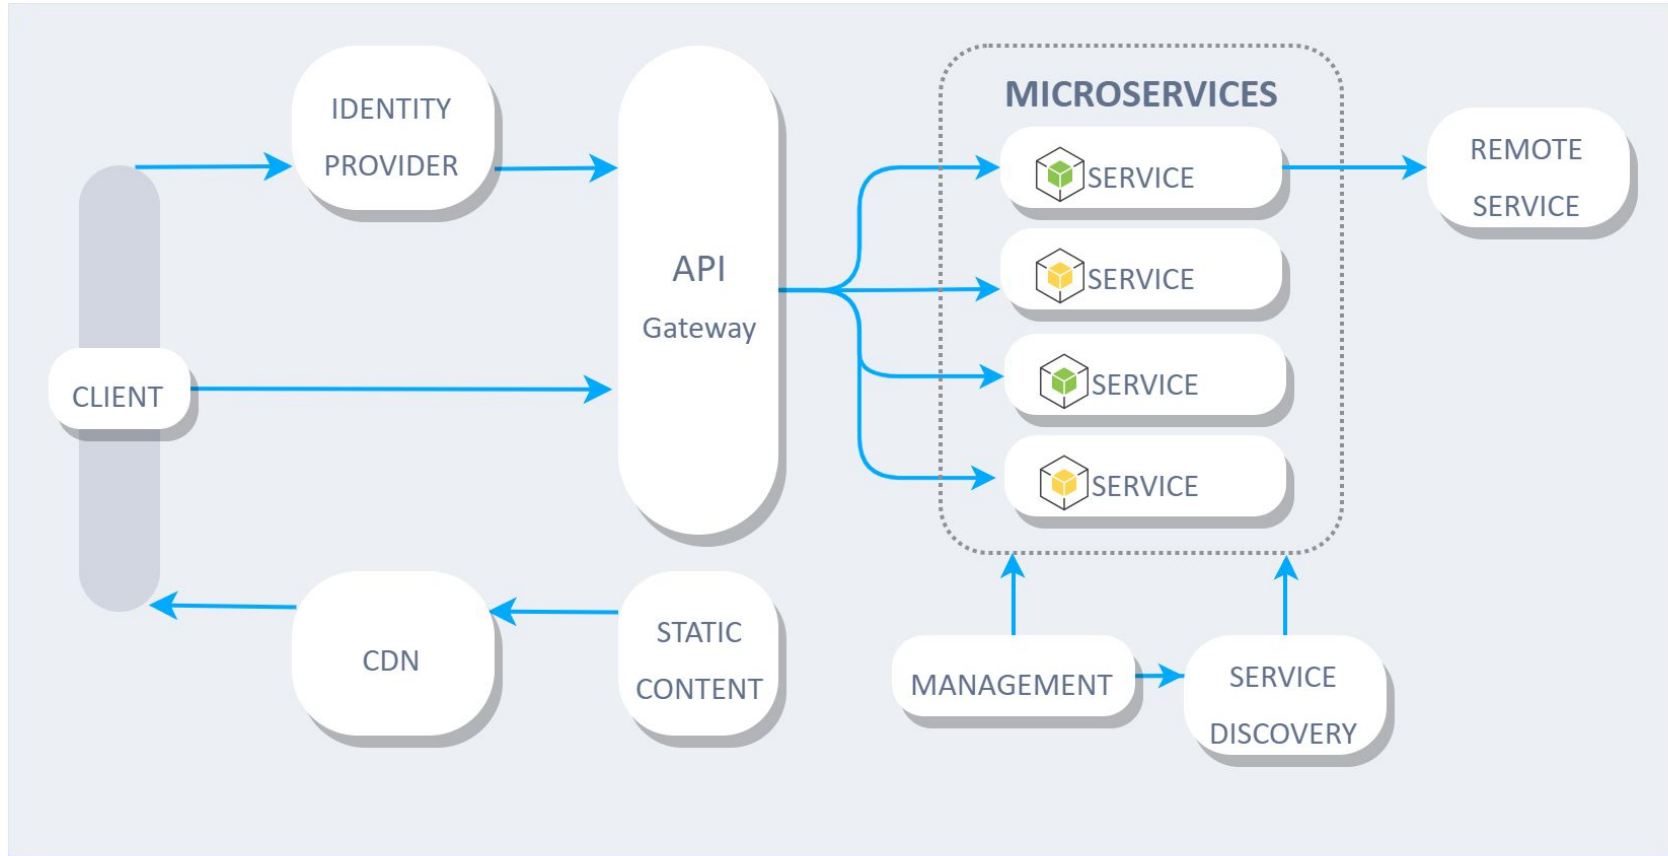 IDENTITY
PROVIDER
API
Gateway
MICROSERVICES
SERVICE
SERVICE
SERVICE
SERVICE
REMOTE
SERVICE
CLIENT
CDN
STATIC
CONTENT
MANAGEMENT
SERVICE
DISCOVERY